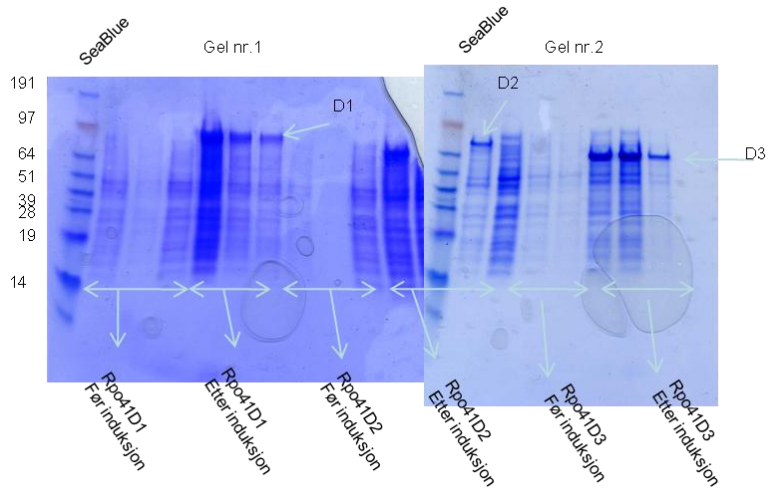 SeaBlue
Gel nr.1
SeaBlue
Gel nr.2
191
97
64
51
39
28
19
14
D1
D2
D3
Rpo41D1
Før induksjon
Rpo41D1
Etter induksjon
Rpo41D2
Før induksjon
Rpo41D2
Etter induksjon
Rpo41D3
Før induksjon
Rpo41D3
Etter induksjon